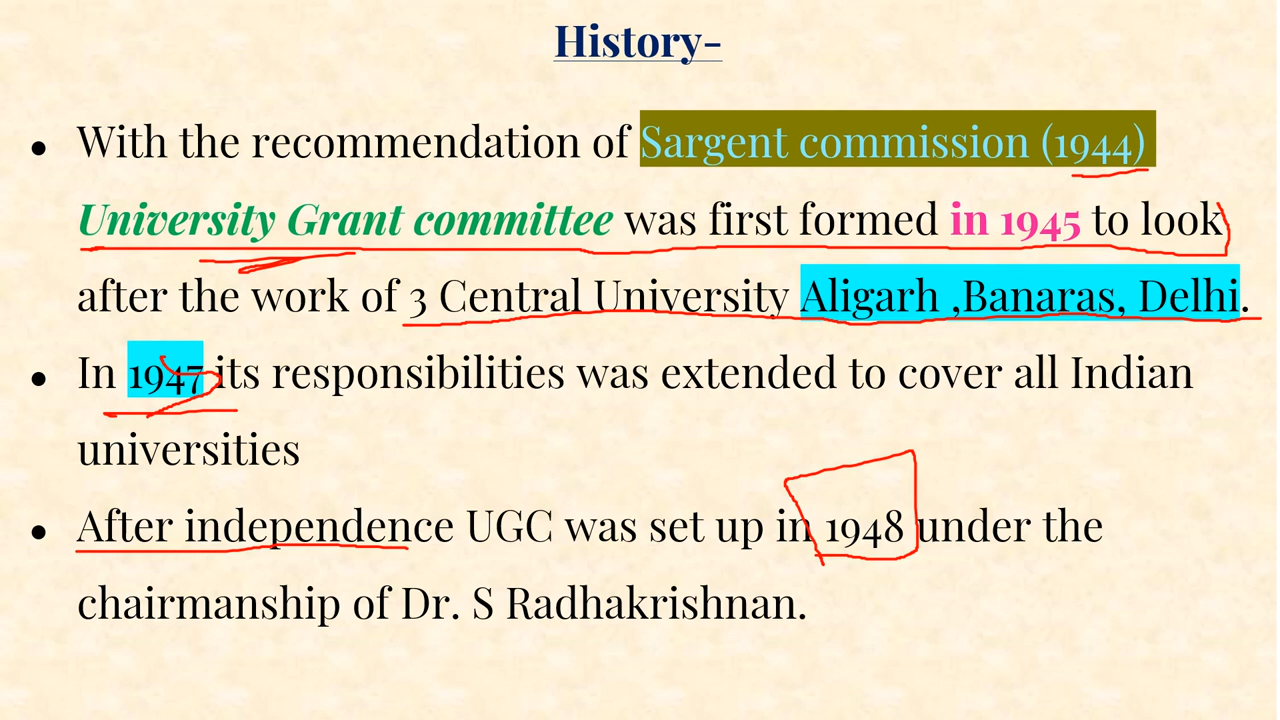 History-
• With the recommendation of Sargent commission (1944)
University Grant committee was first formed in 1945 to look
after the work of 3 Central University Aligarh ,Banaras, Delhi.
• In 1947 its responsibilities was extended to cover all Indian
universities
• After independence UGC was set up in 1948 under the
chairmanship of Dr. S Radhakrishnan.